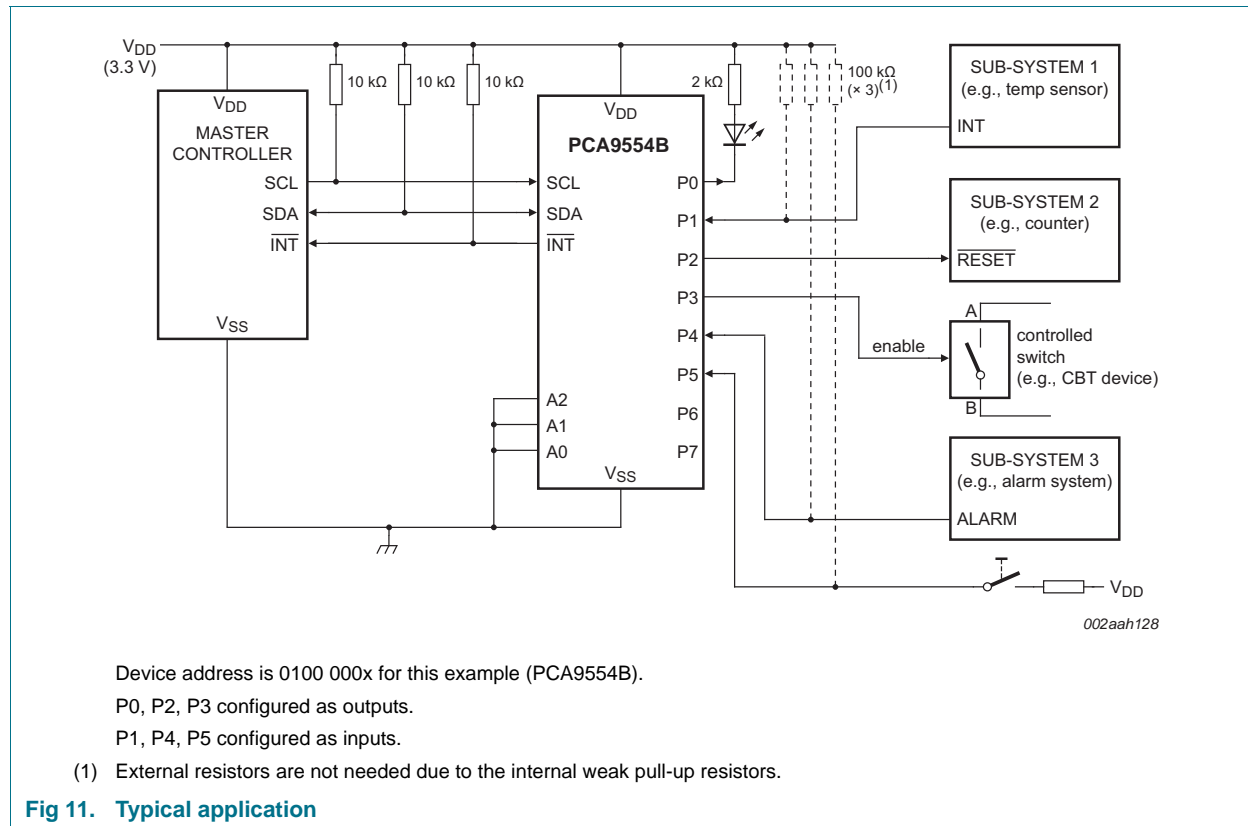 VDD
(3.3 V)
10 kΩ
10 kΩ
10 kΩ
2 kΩ
100 kΩ
(× 3)(1)
VDD
MASTER
CONTROLLER
SCL
SDA
INT
VSS
VDD
PCA9554B
SCL
SDA
INT
A2
A1
A0
VSS
P0
P1
P2
P3
P4
P5
P6
P7
SUB-SYSTEM 1
(e.g., temp sensor)
INT
SUB-SYSTEM 2
(e.g., counter)
RESET
enable
A
B
controlled
switch
(e.g., CBT device)
SUB-SYSTEM 3
(e.g., alarm system)
ALARM
VDD
002aah128
Device address is 0100 000x for this example (PCA9554B).
P0, P2, P3 configured as outputs.
P1, P4, P5 configured as inputs.
(1) External resistors are not needed due to the internal weak pull-up resistors.
Fig 11. Typical application